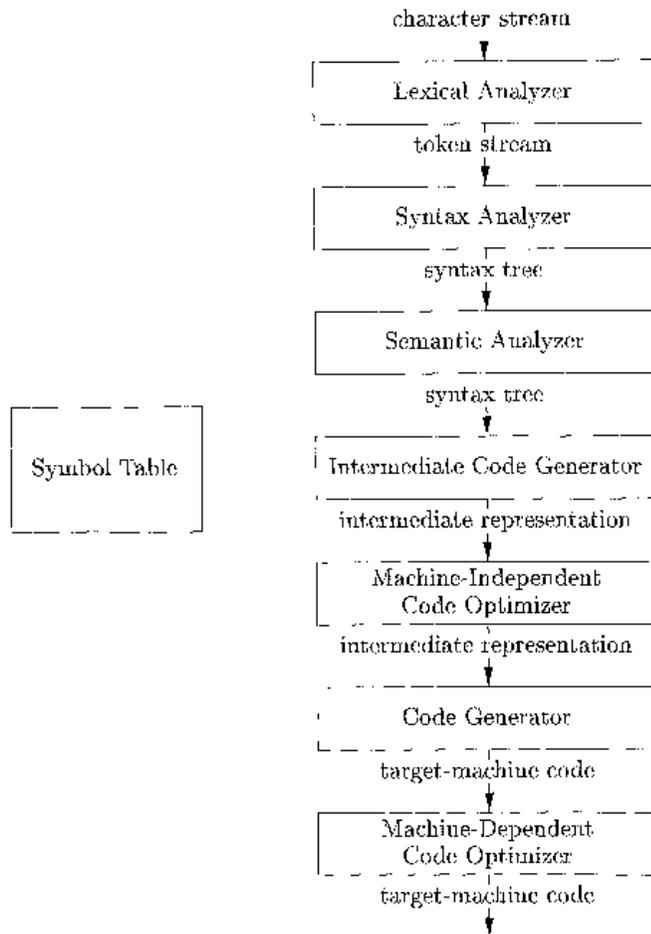 character stream
Lexical Analyzer
token stream
Syntax Analyzer
syntax tree
Semantic Analyzer
syntax tree
Symbol Table
Intermediate Code Generator
intermediate representation
Machine-Independent
Code Optimizer
intermediate representation
Code Generator
target-machine code
Machine-Dependent
Code Optimizer
target-machine code